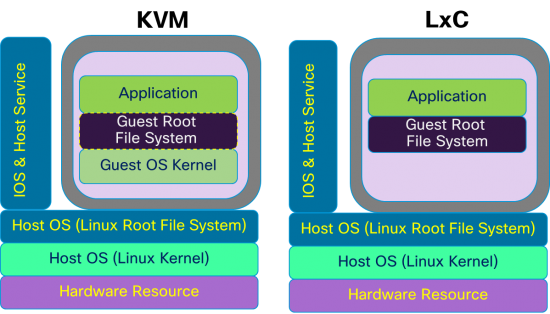 KVM
IOS & Host Service
Application
Guest Root
File System
Guest OS Kernel
Host OS (Linux Root File System)
Host OS (Linux Kernel)
Hardware Resource
LxC
IOS & Host Service
Application
Guest Root
File System
Host OS (Linux Root File System)
Host OS (Linux Kernel)
Hardware Resource